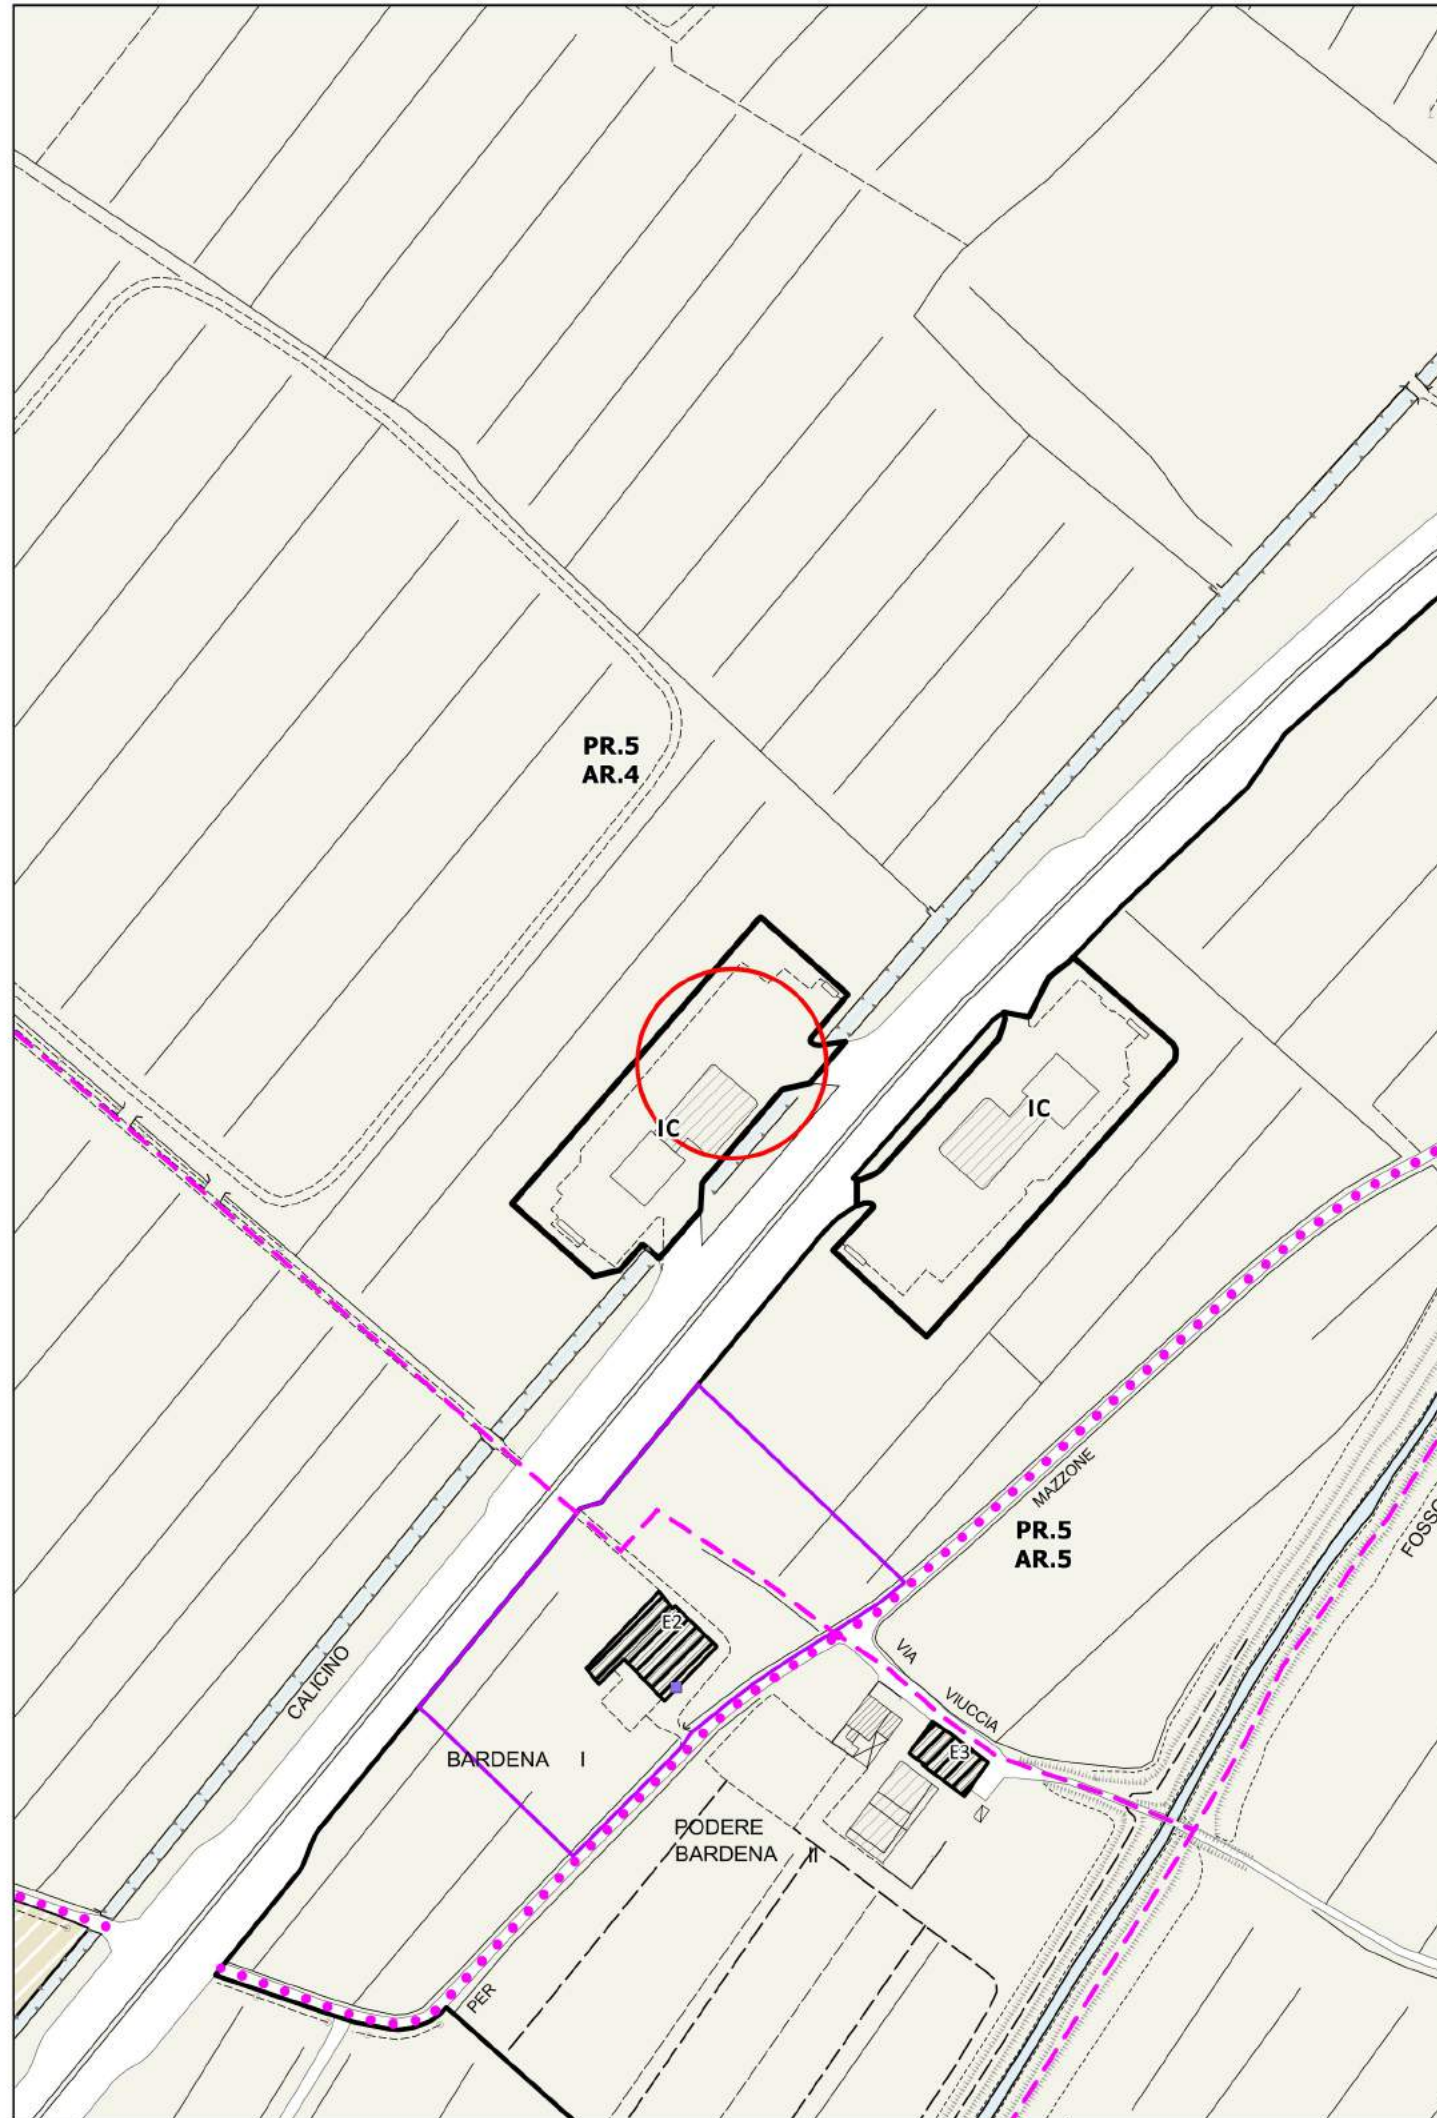 PR.5
AR.4
IC
IC
MAZZONE
PR.5
AR.5
FOSSO
E2
VIA
CALICINO
VIUCCIA
E3
BARDENA I
PODERE
BARDENA II
PER